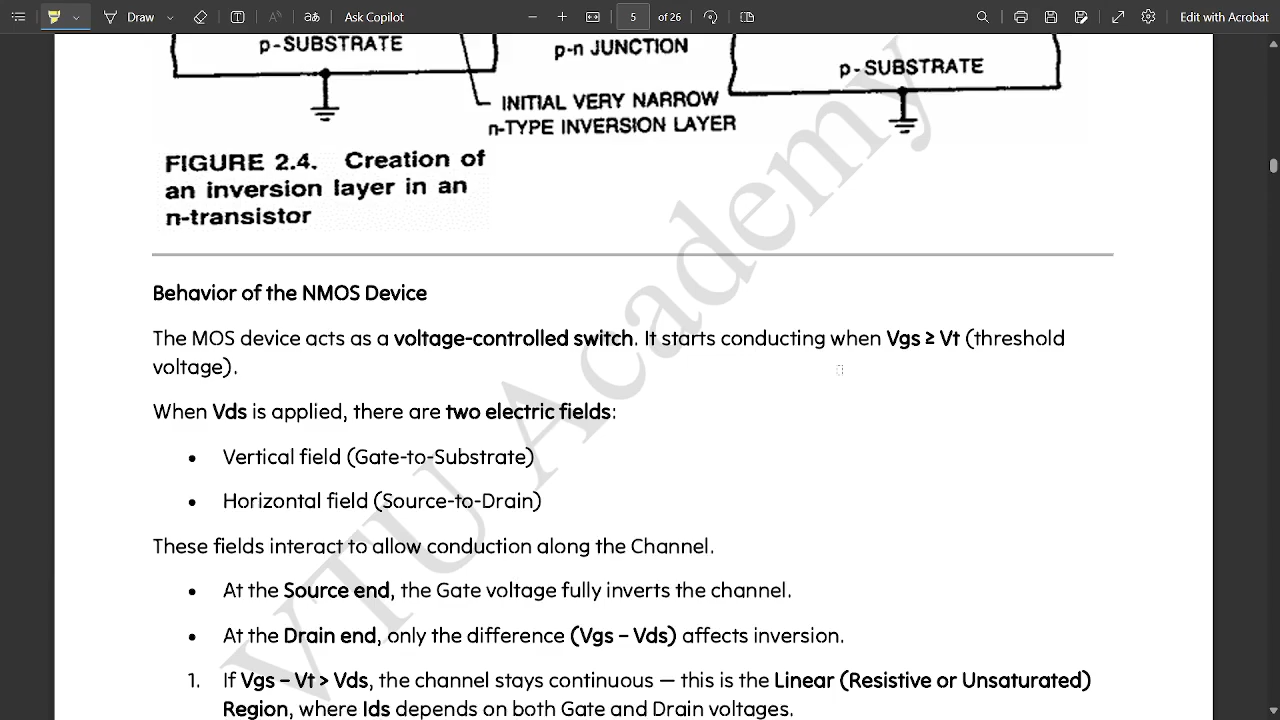 Draw
Ask Copilot
5 of 26
Edit with Acrobat
p-SUBSTRATE
p-n JUNCTION
p-SUBSTRATE
INITIAL VERY NARROW
n-TYPE INVERSION LAYER
FIGURE 2.4. Creation of
an inversion layer in an
n-transistor
VTU Academy
Behavior of the NMOS Device
The MOS device acts as a voltage-controlled switch. It starts conducting when Vgs ≥ Vt (threshold
voltage).
When Vds is applied, there are two electric fields:
• Vertical field (Gate-to-Substrate)
• Horizontal field (Source-to-Drain)
These fields interact to allow conduction along the Channel.
• At the Source end, the Gate voltage fully inverts the channel.
• At the Drain end, only the difference (Vgs – Vds) affects inversion.
1. If Vgs – Vt > Vds, the channel stays continuous — this is the Linear (Resistive or Unsaturated)
Region, where Ids depends on both Gate and Drain voltages.